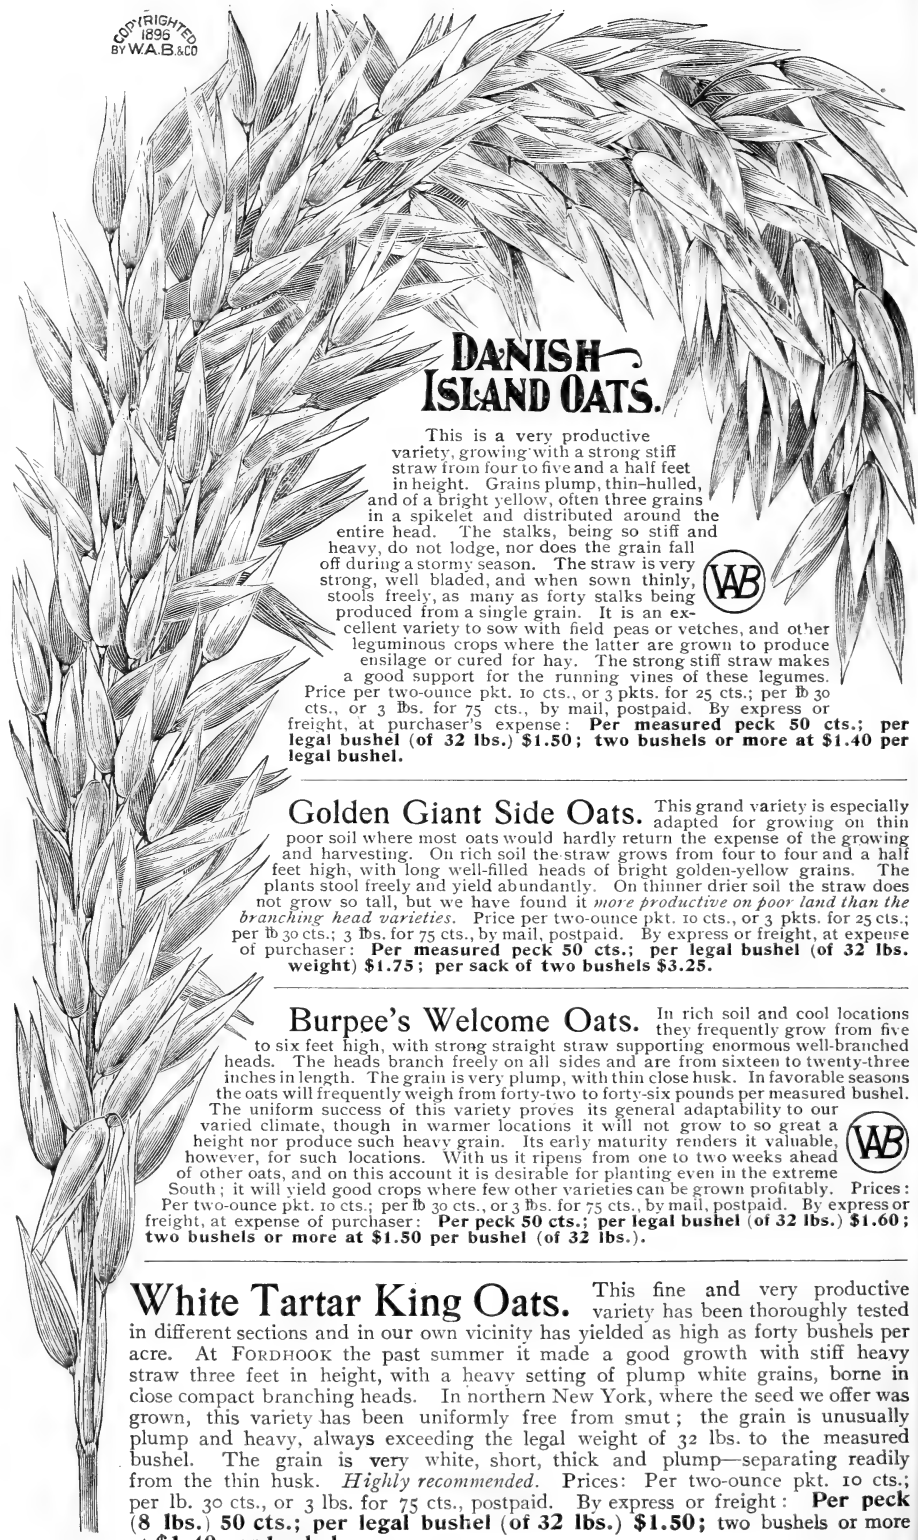 COPYRIGHTED
1896
BY W.A.B.&CO
DANISH
ISLAND OATS.
This is a very productive
variety, growing with a strong stiff
straw from four to five and a half feet
in height. Grains plump, thin-hulled,
and of a bright yellow, often three grains
in a spikelet and distributed around the
entire head. The stalks, being so stiff and
heavy, do not lodge, nor does the grain fall
off during a stormy season. The straw is very
strong, well bladed, and when sown thinly,
stools freely, as many as forty stalks being
produced from a single grain. It is an ex-
cellent variety to sow with field peas or vetches, and other
leguminous crops where the latter are grown to produce
ensilage or cured for hay. The strong stiff straw makes
a good support for the running vines of these legumes.
Price per two-ounce pkt. 10 cts., or 3 pkts. for 25 cts.; per lb 30
cts., or 3 lbs. for 75 cts., by mail, postpaid. By express or
freight, at purchaser's expense: Per measured peck 50 cts.; per
legal bushel (of 32 lbs.) $1.50; two bushels or more at $1.40 per
legal bushel.
WAB
Golden Giant Side Oats. This grand variety is especially
adapted for growing on thin
poor soil where most oats would hardly return the expense of the growing
and harvesting. On rich soil the straw grows from four to four and a half
feet high, with long well-filled heads of bright golden-yellow grains. The
plants stool freely and yield abundantly. On thinner drier soil the straw does
not grow so tall, but we have found it more productive on poor land than the
branching head varieties. Price per two-ounce pkt. 10 cts., or 3 pkts. for 25 cts.;
per lb 30 cts.; 3 lbs. for 75 cts., by mail, postpaid. By express or freight, at expense
of purchaser: Per measured peck 50 cts.; per legal bushel (of 32 lbs.
weight) $1.75; per sack of two bushels $3.25.
Burpee's Welcome Oats. In rich soil and cool locations
they frequently grow from five
to six feet high, with strong straight straw supporting enormous well-branched
heads. The heads branch freely on all sides and are from sixteen to twenty-three
inches in length. The grain is very plump, with thin close husk. In favorable seasons
the oats will frequently weigh from forty-two to forty-six pounds per measured bushel.
The uniform success of this variety proves its general adaptability to our
varied climate, though in warmer locations it will not grow to so great a
height nor produce such heavy grain. Its early maturity renders it valuable,
however, for such locations. With us it ripens from one to two weeks ahead
of other oats, and on this account it is desirable for planting even in the extreme
South; it will yield good crops where few other varieties can be grown profitably. Prices:
Per two-ounce pkt. 10 cts.; per lb 30 cts., or 3 lbs. for 75 cts., by mail, postpaid. By express or
freight, at expense of purchaser: Per peck 50 cts.; per legal bushel (of 32 lbs.) $1.60;
two bushels or more at $1.50 per bushel (of 32 lbs.).
WAB
White Tartar King Oats. This fine and very productive
variety has been thoroughly tested
in different sections and in our own vicinity has yielded as high as forty bushels per
acre. At FORDHOOK the past summer it made a good growth with stiff heavy
straw three feet in height, with a heavy setting of plump white grains, borne in
close compact branching heads. In northern New York, where the seed we offer was
grown, this variety has been uniformly free from smut; the grain is unusually
plump and heavy, always exceeding the legal weight of 32 lbs. to the measured
bushel. The grain is very white, short, thick and plump—separating readily
from the thin husk. Highly recommended. Prices: Per two-ounce pkt. 10 cts.;
per lb. 30 cts., or 3 lbs. for 75 cts., postpaid. By express or freight: Per peck
(8 lbs.) 50 cts.; per legal bushel (of 32 lbs.) $1.50; two bushels or more